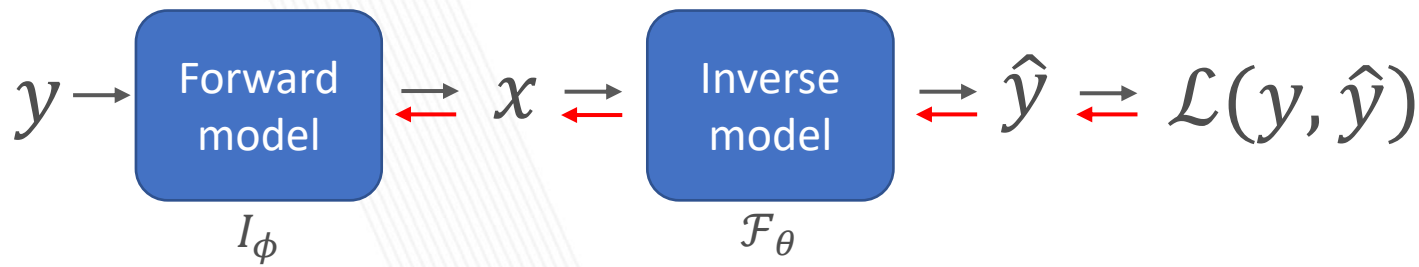 y → Forward model → x → Inverse model → ŷ → ℒ(y, ŷ)
I_ϕ ℱ_θ